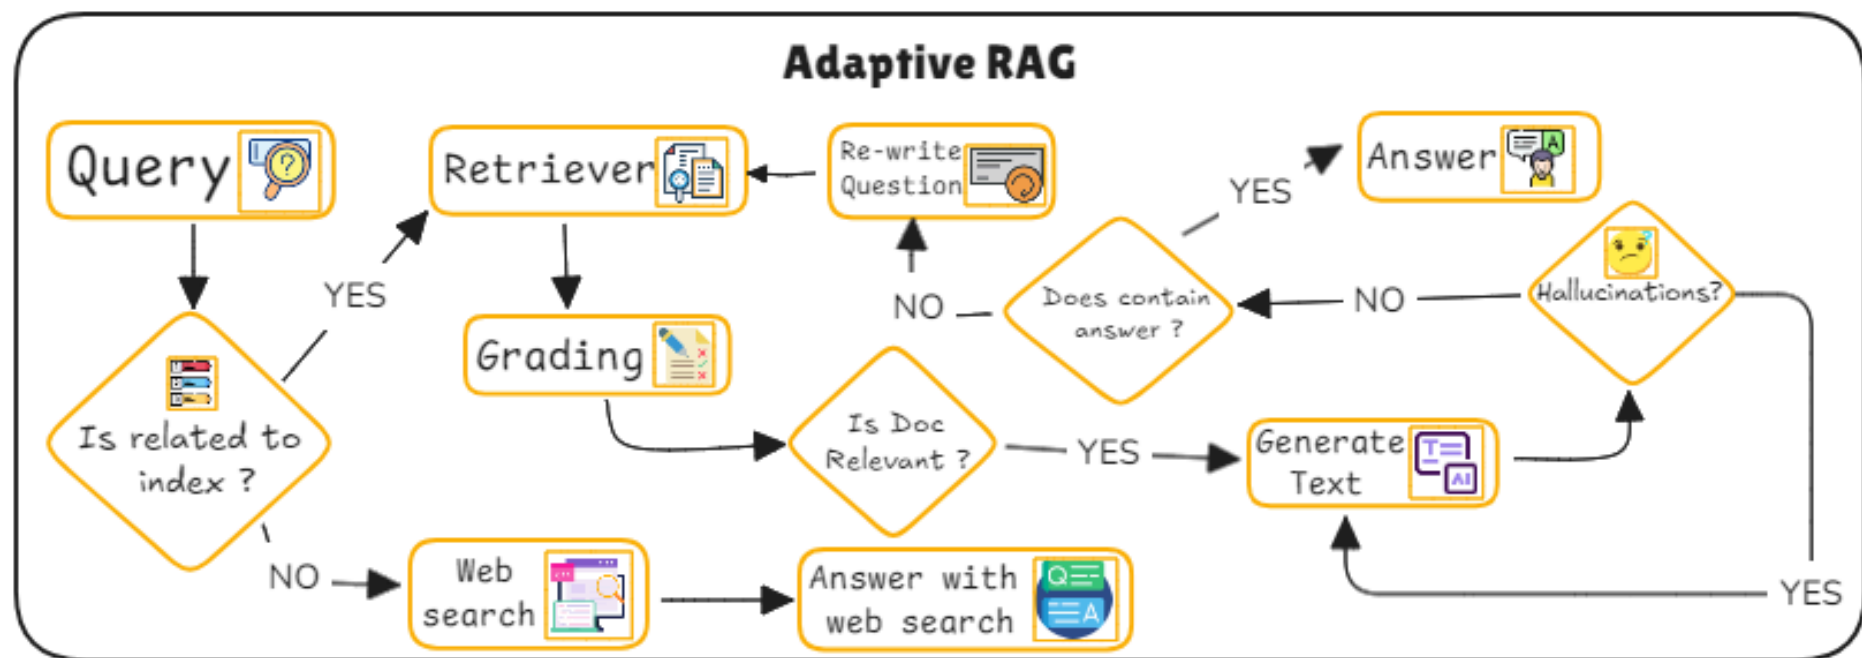 Adaptive RAG
Query
Retriever
Re-write
Question
YES
Answer
YES
NO
Does contain
answer ?
NO
Hallucinations?
Grading
Is related to
index ?
Is Doc
Relevant ?
YES
Generate
Text
NO
Web
search
Answer with
web search
YES